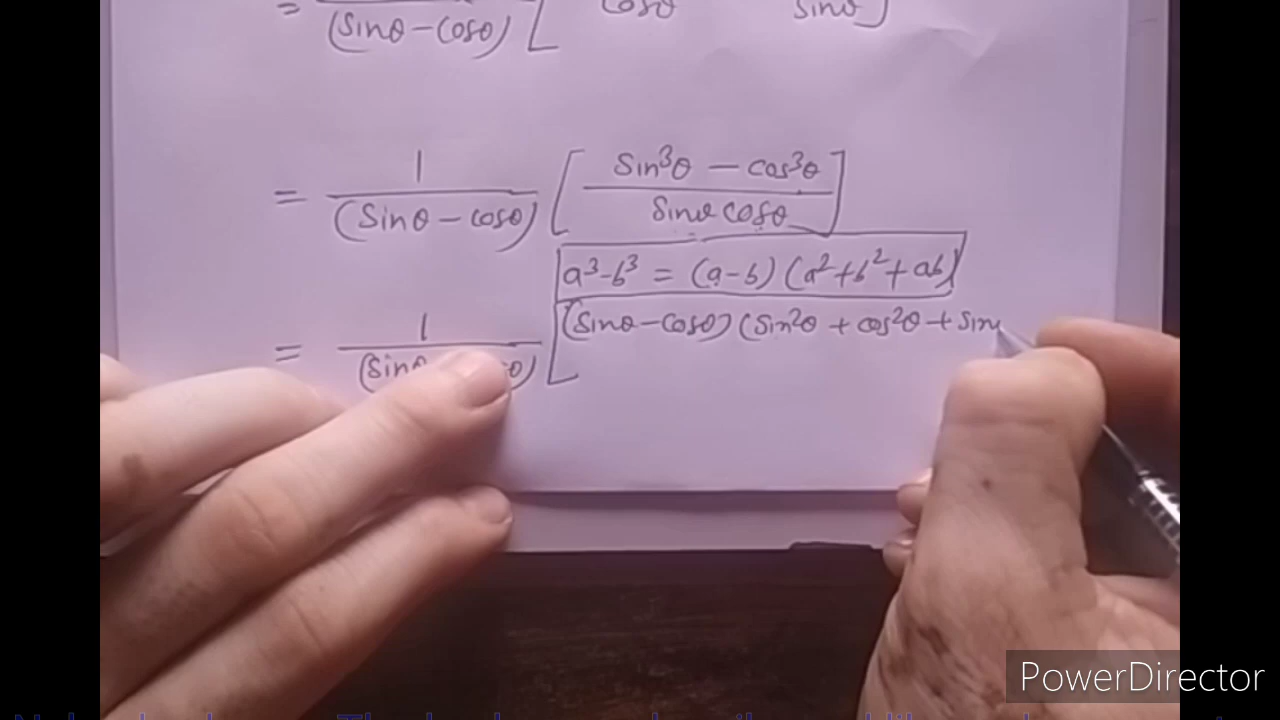 = (sinθ - cosθ) [ cosθ sinθ ]
= 1 / (sinθ - cosθ) [ sin³θ - cos³θ / sinθ cosθ ]
a³-b³ = (a-b) (a²+b²+ab)
= 1 / (sinθ [ (sinθ - cosθ) (sin²θ + cos²θ + sin
PowerDirector